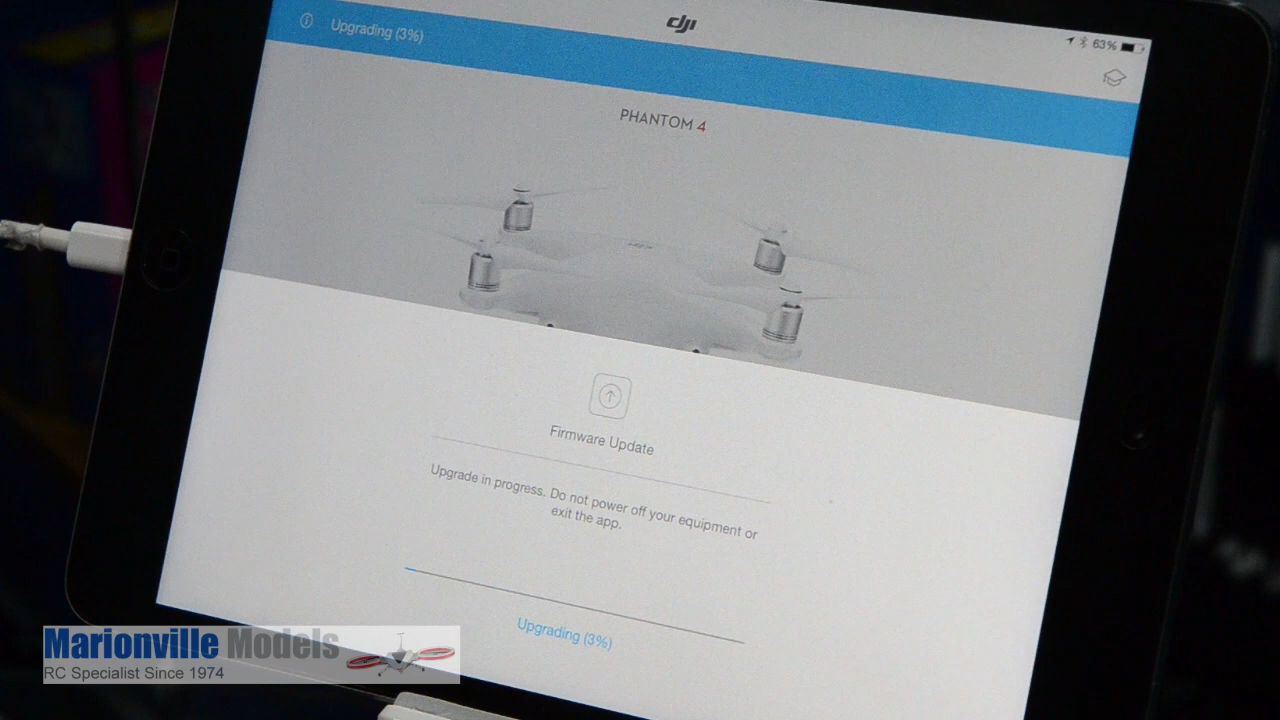 dji
Upgrading (3%)
63%
PHANTOM 4
Firmware Update
Upgrade in progress. Do not power off your equipment or
exit the app.
Upgrading (3%)
Marionville Models
RC Specialist Since 1974